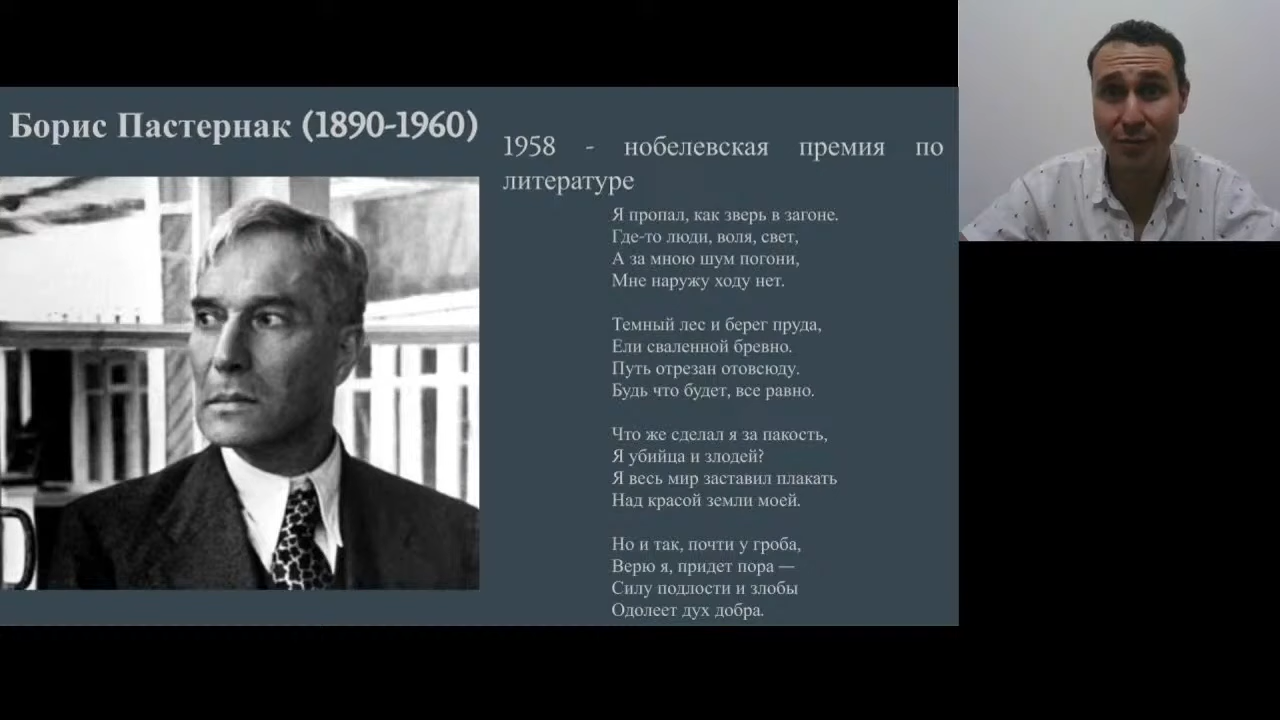 Борис Пастернак (1890-1960)
1958 - нобелевская премия по
литературе
Я пропал, как зверь в загоне.
Где-то люди, воля, свет,
А за мною шум погони,
Мне наружу ходу нет.
Темный лес и берег пруда,
Ели сваленной бревно.
Путь отрезан отовсюду.
Будь что будет, все равно.
Что же сделал я за пакость,
Я убийца и злодей?
Я весь мир заставил плакать
Над красой земли моей.
Но и так, почти у гроба,
Верю я, придет пора —
Силу подлости и злобы
Одолеет дух добра.